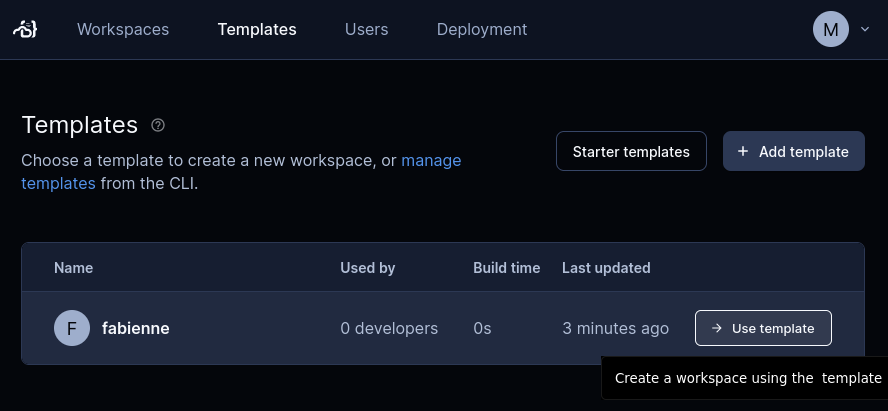 Workspaces Templates Users Deployment M
Templates
Choose a template to create a new workspace, or manage
templates from the CLI.
Starter templates
+ Add template
Name Used by Build time Last updated
F fabienne 0 developers 0s 3 minutes ago → Use template
Create a workspace using the template